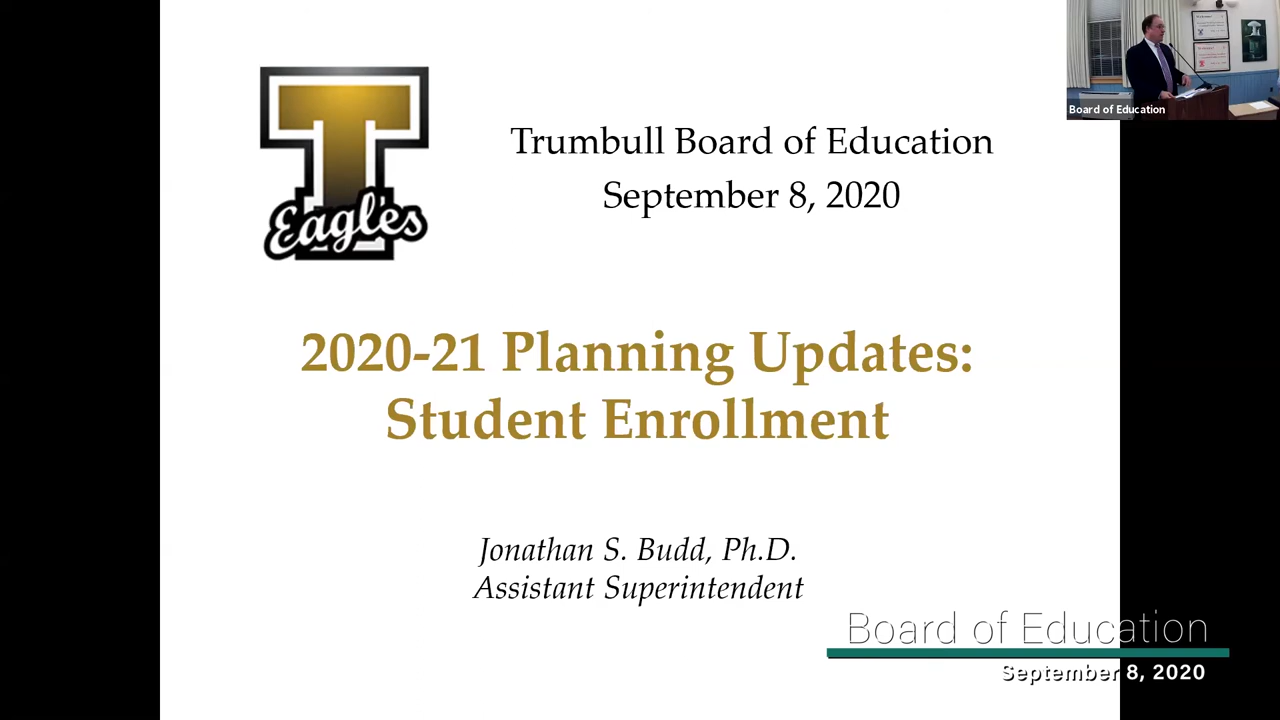 Eagles
Trumbull Board of Education
September 8, 2020
2020-21 Planning Updates:
Student Enrollment
Jonathan S. Budd, Ph.D.
Assistant Superintendent
Board of Education
Board of Education
September 8, 2020